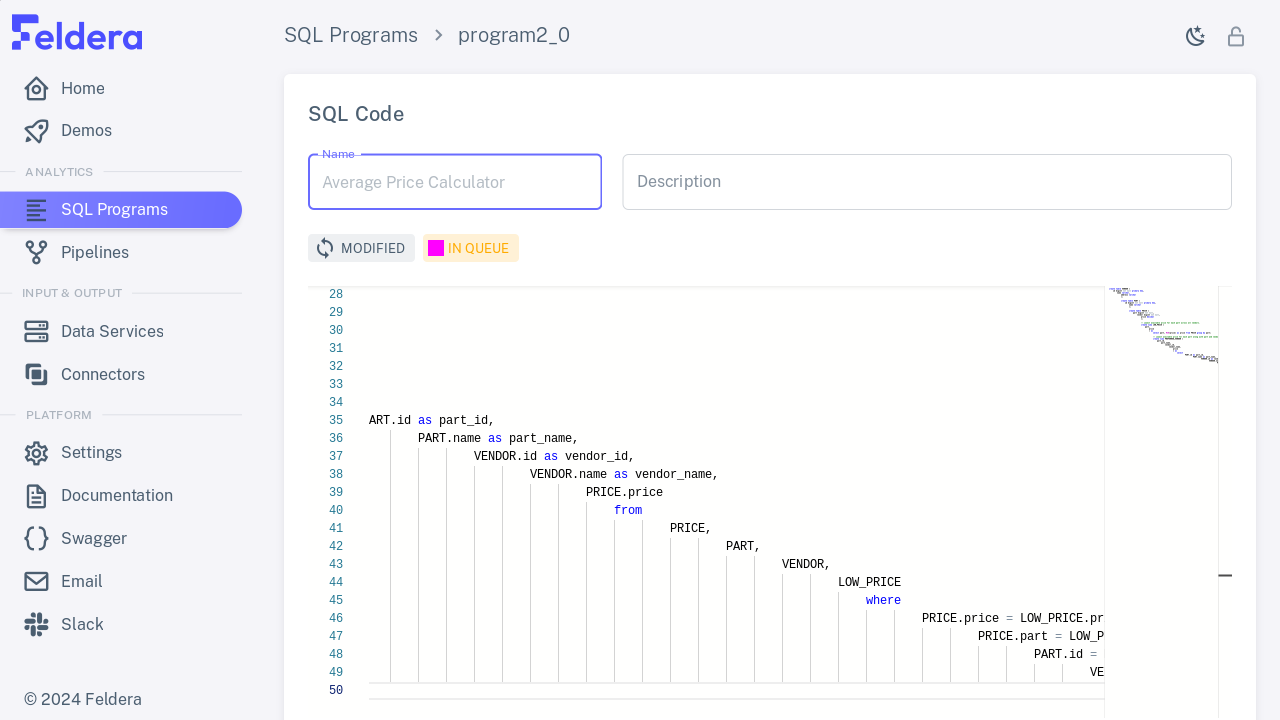 Feldera
SQL Programs > program2_0
Home
Demos
ANALYTICS
SQL Programs
Pipelines
INPUT & OUTPUT
Data Services
Connectors
PLATFORM
Settings
Documentation
Swagger
Email
Slack
© 2024 Feldera
SQL Code
Name
Average Price Calculator
Description
MODIFIED
IN QUEUE
28
29
30
31
32
33
34
35 ART.id as part_id,
36 PART.name as part_name,
37 VENDOR.id as vendor_id,
38 VENDOR.name as vendor_name,
39 PRICE.price
40 from
41 PRICE,
42 PART,
43 VENDOR,
44 LOW_PRICE
45 where
46 PRICE.price = LOW_PRICE.pr
47 PRICE.part = LOW_P
48 PART.id =
49 VE
50